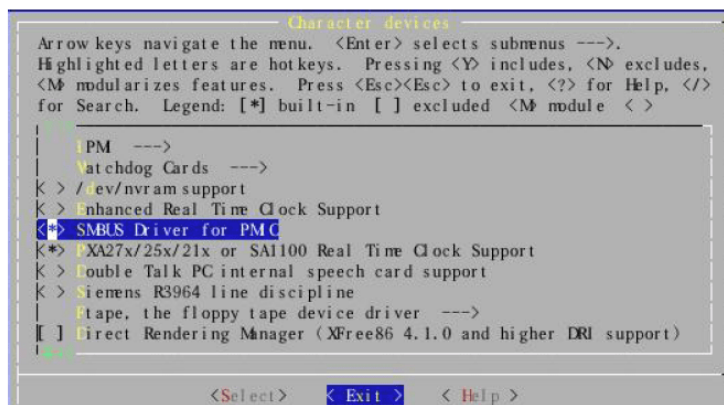 Character devices
Arrow keys navigate the menu. <Enter> selects submenus --->.
Highlighted letters are hotkeys. Pressing <Y> includes, <N> excludes,
<M> modularizes features. Press <Esc><Esc> to exit, <?> for Help, </>
for Search. Legend: [*] built-in [ ] excluded <M> module < >
IPMI --->
Watchdog Cards --->
< > /dev/nvram support
< > Enhanced Real Time Clock Support
<*> SMBUS Driver for PMIC
<*> PXA27x/25x/21x or SA1100 Real Time Clock Support
< > Double Talk PC internal speech card support
< > Siemens R3964 line discipline
Ftape, the floppy tape device driver --->
[ ] Direct Rendering Manager (XFree86 4.1.0 and higher DRI support)
<Select> < Exit > < Help >